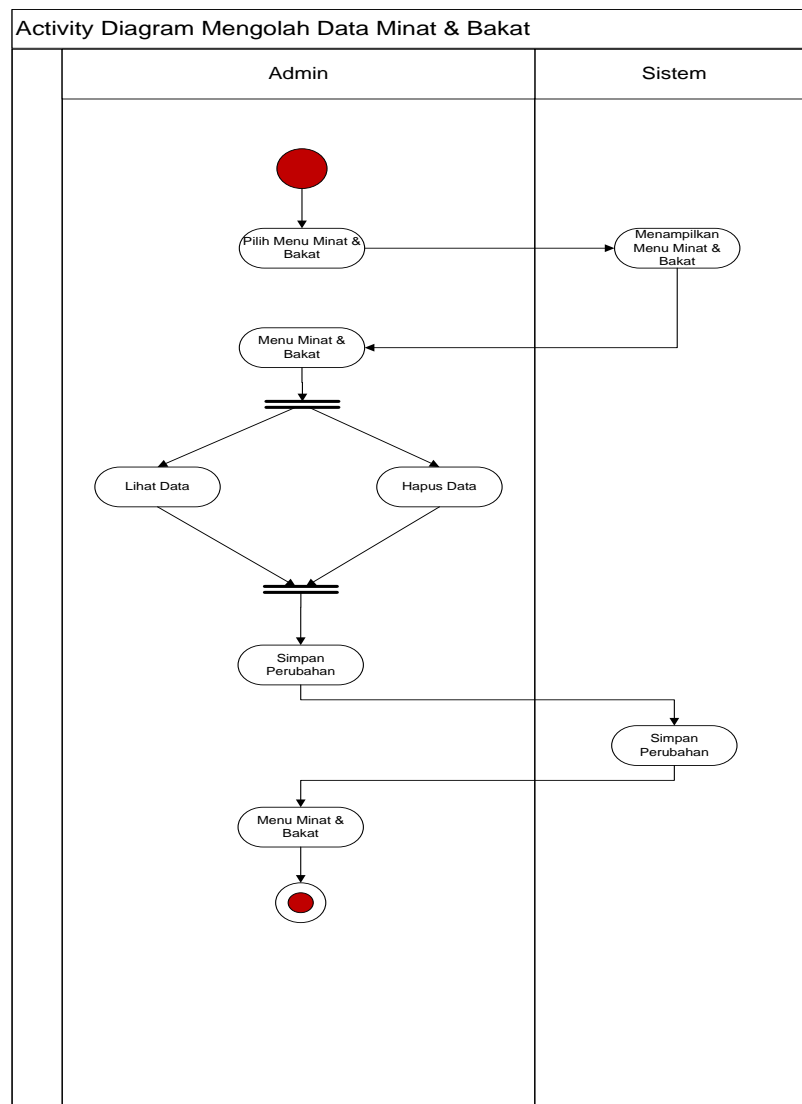 Activity Diagram Mengolah Data Minat & Bakat
Admin
Sistem
Pilih Menu Minat &
Bakat
Menampilkan
Menu Minat &
Bakat
Menu Minat &
Bakat
Lihat Data
Hapus Data
Simpan
Perubahan
Simpan
Perubahan
Menu Minat &
Bakat